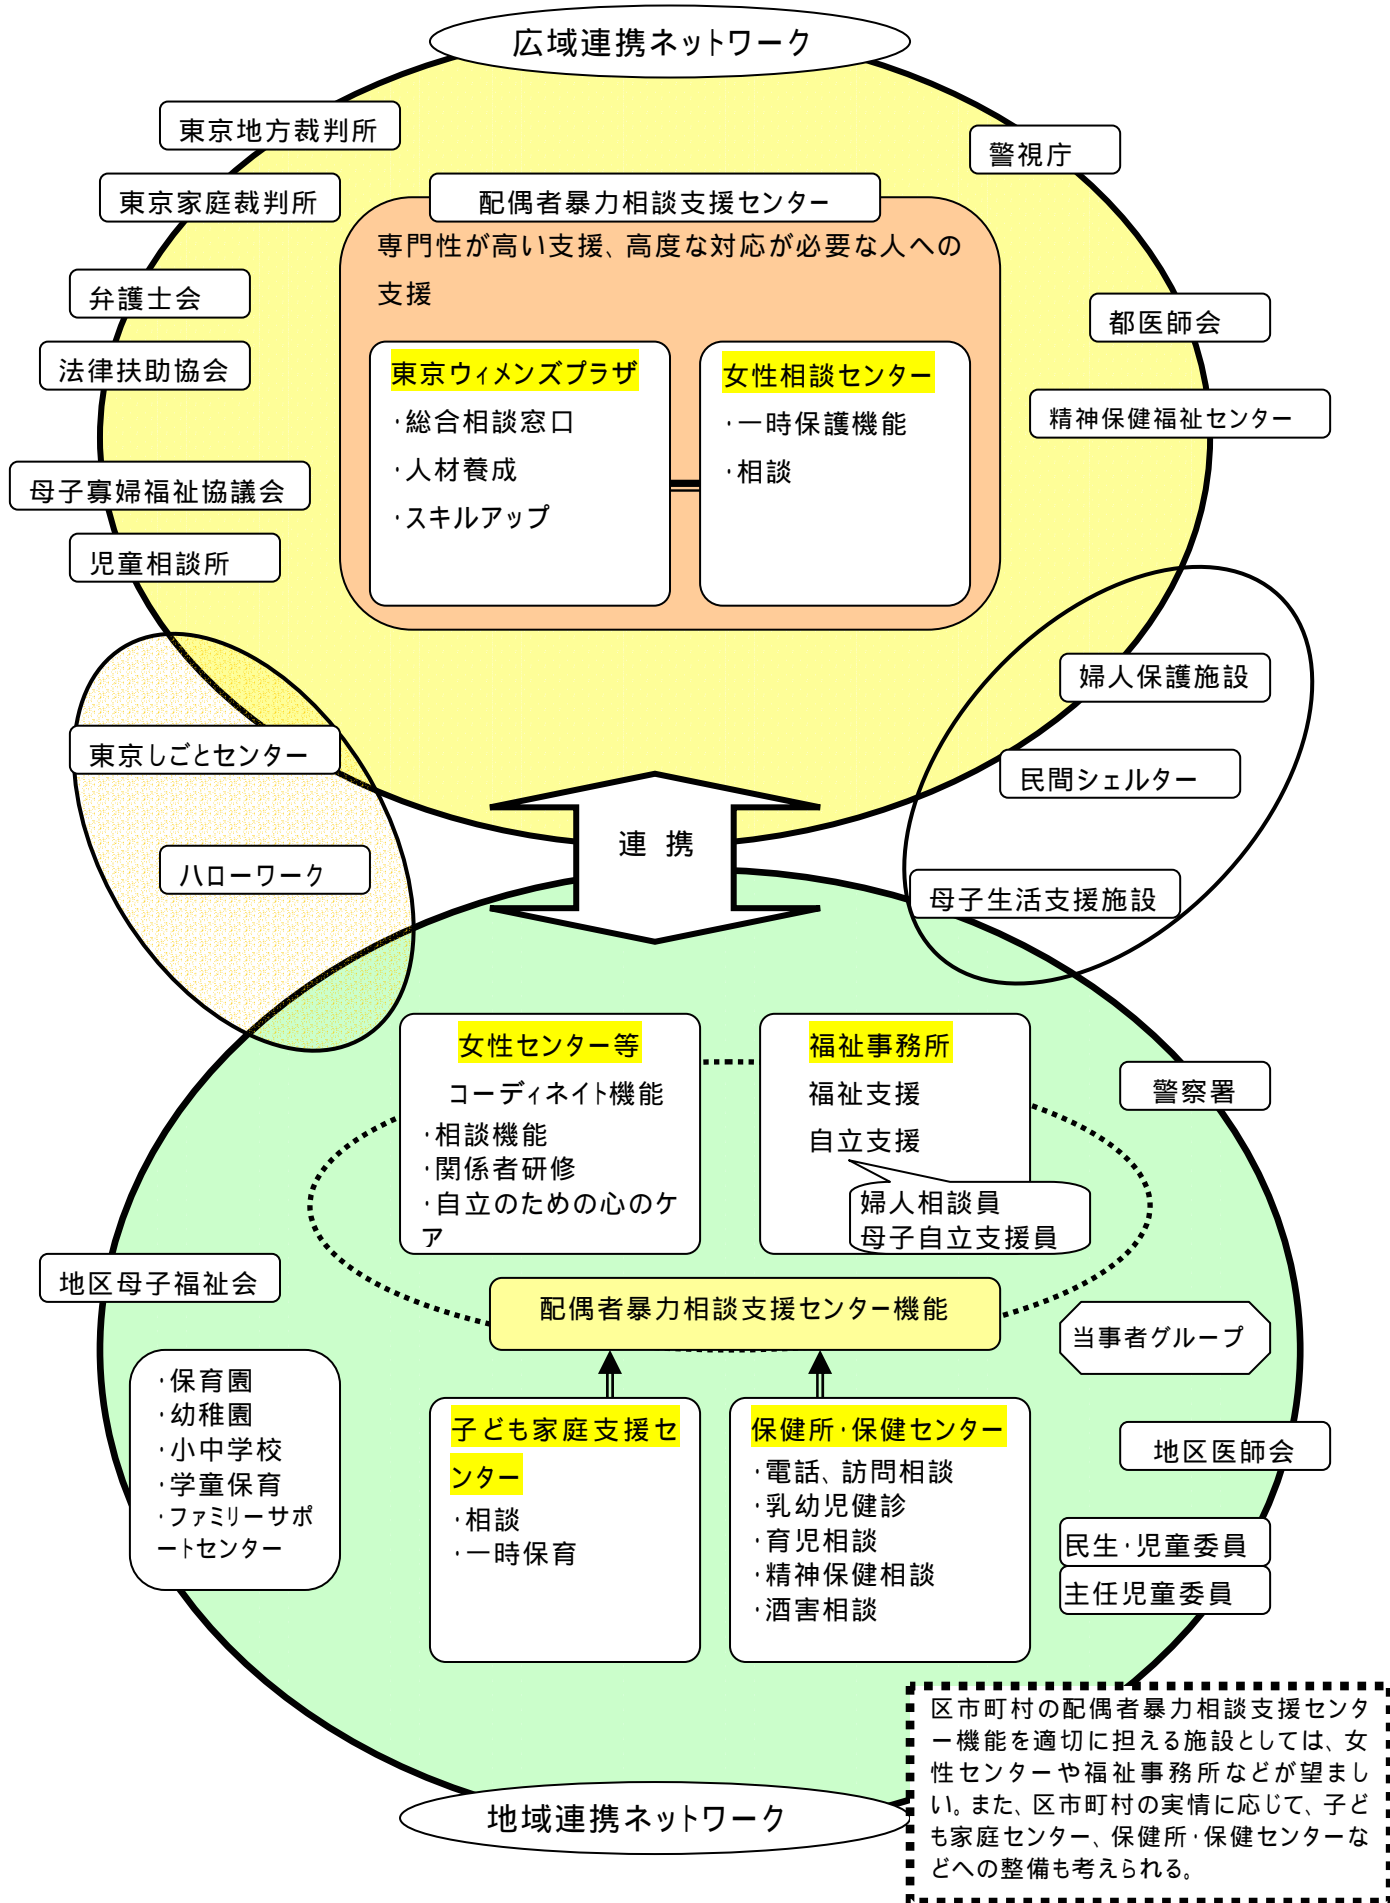 広域連携ネットワーク
東京地方裁判所
警視庁
東京家庭裁判所
配偶者暴力相談支援センター
専門性が高い支援、高度な対応が必要な人への
支援
弁護士会
都医師会
法律扶助協会
精神保健福祉センター
東京ウィメンズプラザ
・総合相談窓口
・人材養成
・スキルアップ
女性相談センター
・一時保護機能
・相談
母子寡婦福祉協議会
児童相談所
婦人保護施設
東京しごとセンター
民間シェルター
連 携
ハローワーク
母子生活支援施設
女性センター等
コーディネイト機能
・相談機能
・関係者研修
・自立のための心のケ
ア
福祉事務所
福祉支援
自立支援
婦人相談員
母子自立支援員
警察署
地区母子福祉会
配偶者暴力相談支援センター機能
当事者グループ
・保育園
・幼稚園
・小中学校
・学童保育
・ファミリーサポ
ートセンター
子ども家庭支援セ
ンター
・相談
・一時保育
保健所・保健センター
・電話、訪問相談
・乳幼児健診
・育児相談
・精神保健相談
・酒害相談
地区医師会
民生・児童委員
主任児童委員
区市町村の配偶者暴力相談支援センタ
ー機能を適切に担える施設としては、女
性センターや福祉事務所などが望まし
い。また、区市町村の実情に応じて、子ど
も家庭センター、保健所・保健センターな
どへの整備も考えられる。
地域連携ネットワーク